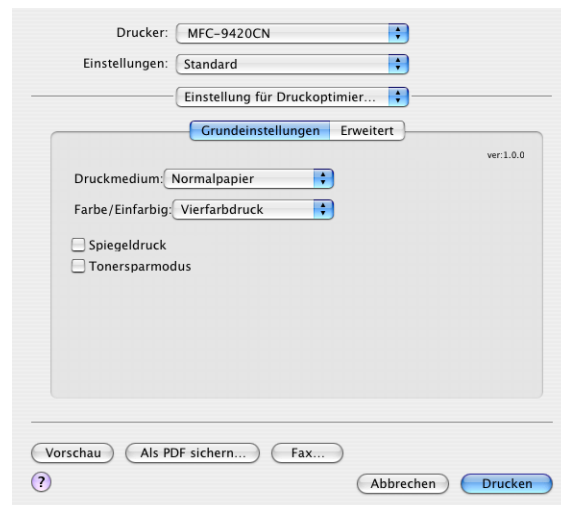 Drucker: MFC-9420CN
Einstellungen: Standard
Einstellung für Druckoptimier...
Grundeinstellungen Erweitert
ver:1.0.0
Druckmedium: Normalpapier
Farbe/Einfarbig: Vierfarbdruck
Spiegeldruck
Tonersparmodus
Vorschau Als PDF sichern... Fax...
? Abbrechen Drucken